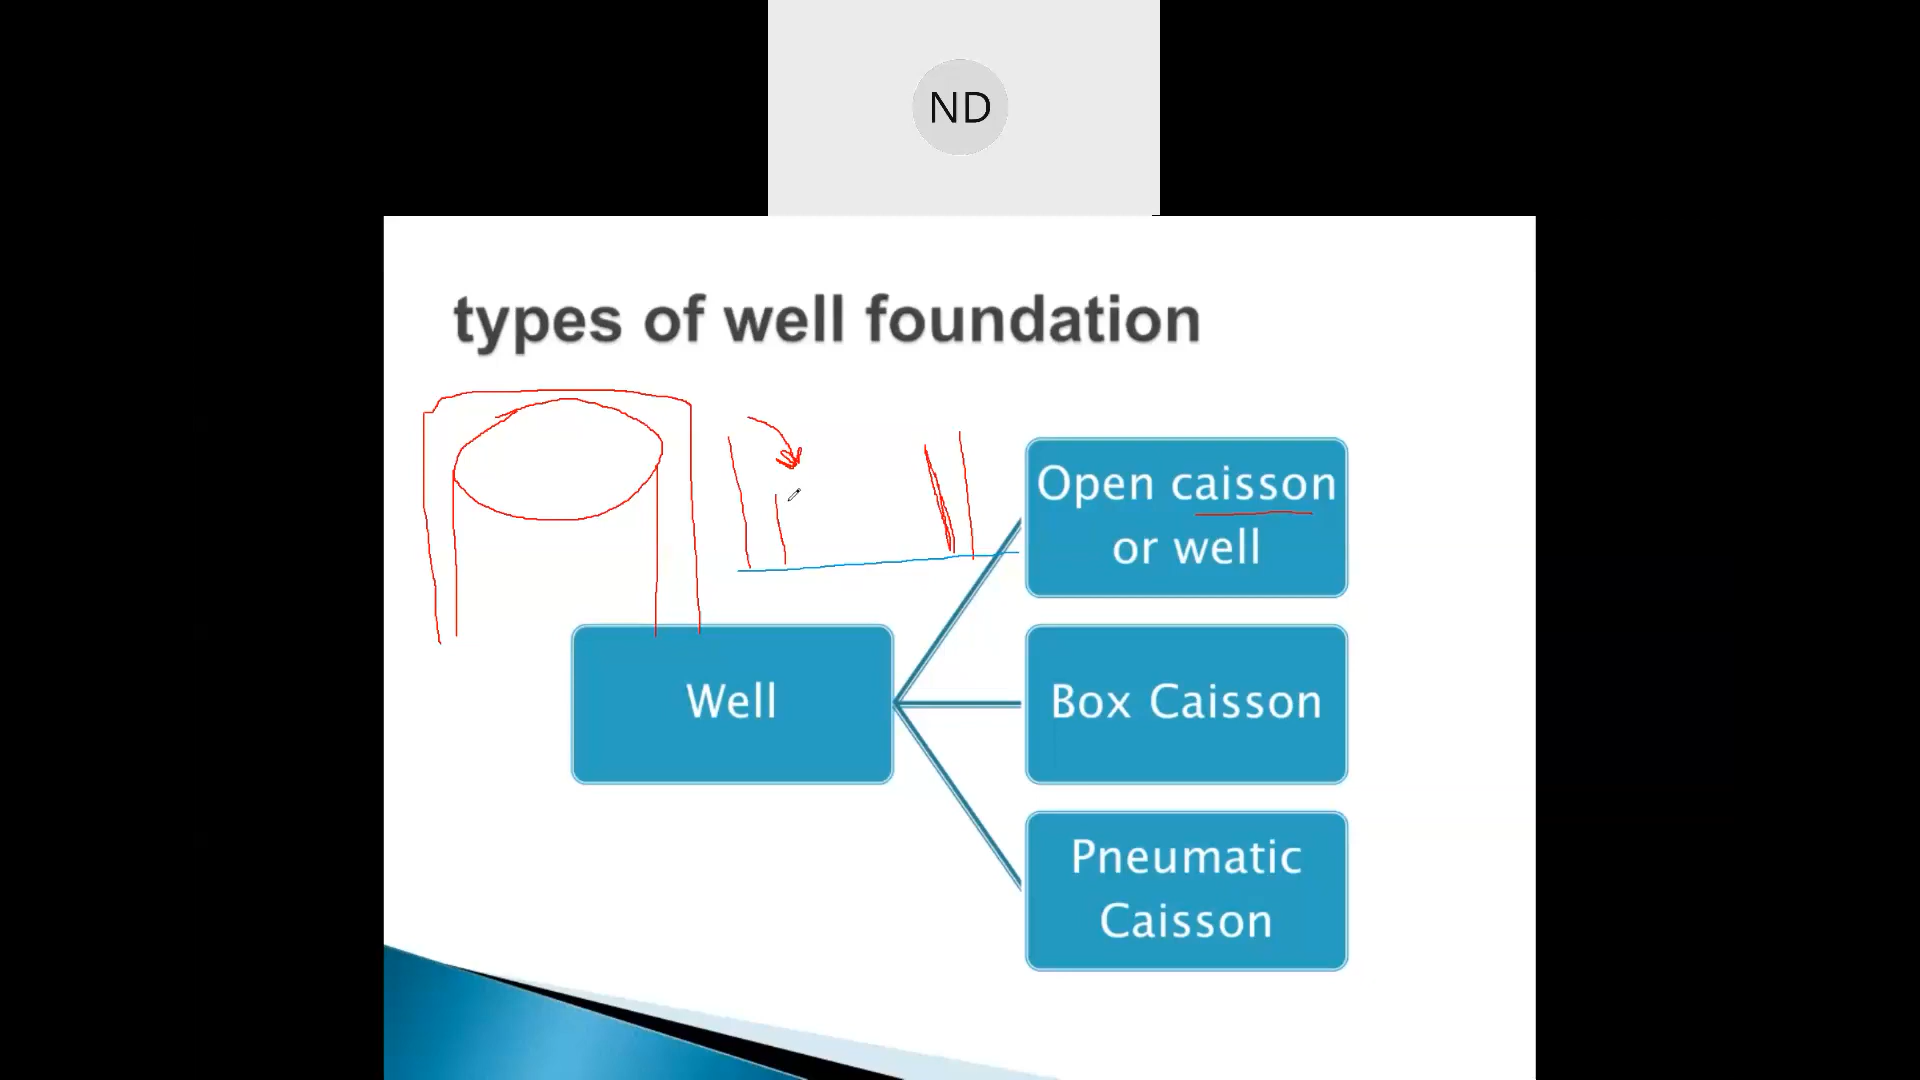 ND
types of well foundation
Well
Open caisson
or well
Box Caisson
Pneumatic
Caisson